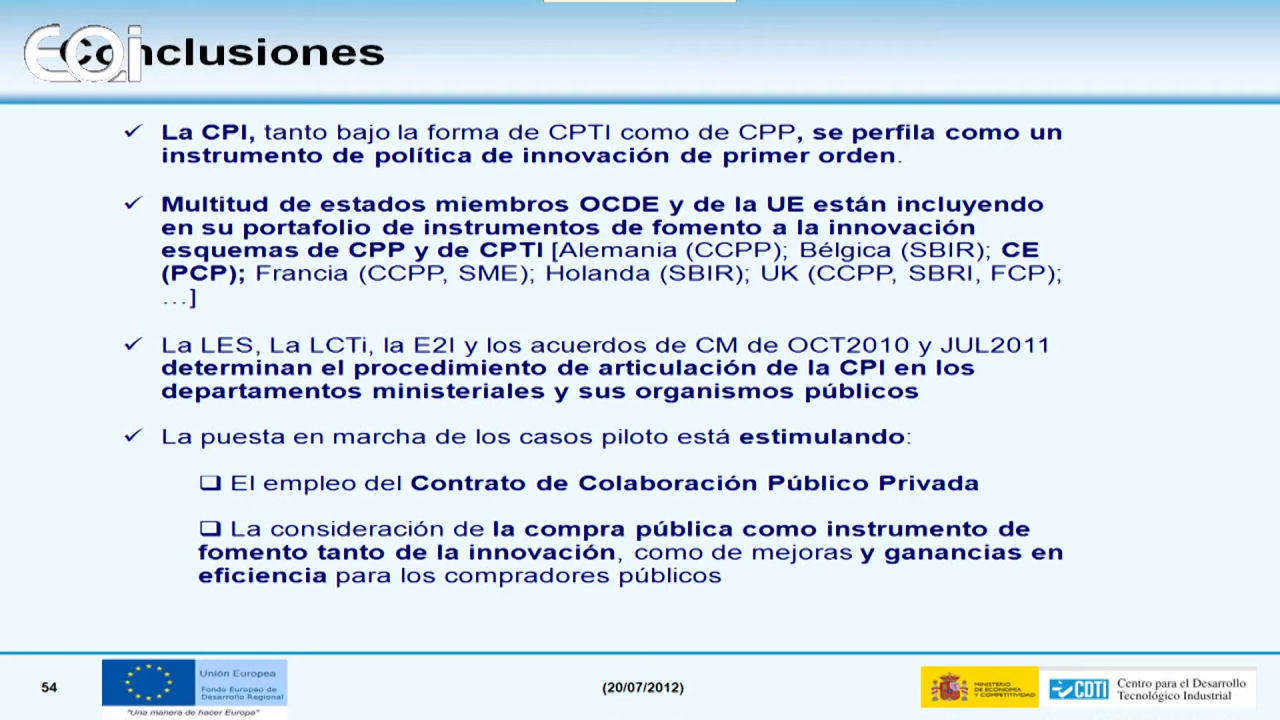 Conclusiones
EOi
✓ La CPI, tanto bajo la forma de CPTI como de CPP, se perfila como un
instrumento de política de innovación de primer orden.
✓ Multitud de estados miembros OCDE y de la UE están incluyendo
en su portafolio de instrumentos de fomento a la innovación
esquemas de CPP y de CPTI [Alemania (CCPP); Bélgica (SBIR); CE
(PCP); Francia (CCPP, SME); Holanda (SBIR); UK (CCPP, SBRI, FCP);
...]
✓ La LES, La LCTi, la E2I y los acuerdos de CM de OCT2010 y JUL2011
determinan el procedimiento de articulación de la CPI en los
departamentos ministeriales y sus organismos públicos
✓ La puesta en marcha de los casos piloto está estimulando:
❑ El empleo del Contrato de Colaboración Público Privada
❑ La consideración de la compra pública como instrumento de
fomento tanto de la innovación, como de mejoras y ganancias en
eficiencia para los compradores públicos
54
Unión Europea
Fondo Europeo de
Desarrollo Regional
"Una manera de hacer Europa"
(20/07/2012)
MINISTERIO
DE ECONOMÍA
Y COMPETITIVIDAD
CDTI
Centro para el Desarrollo
Tecnológico Industrial